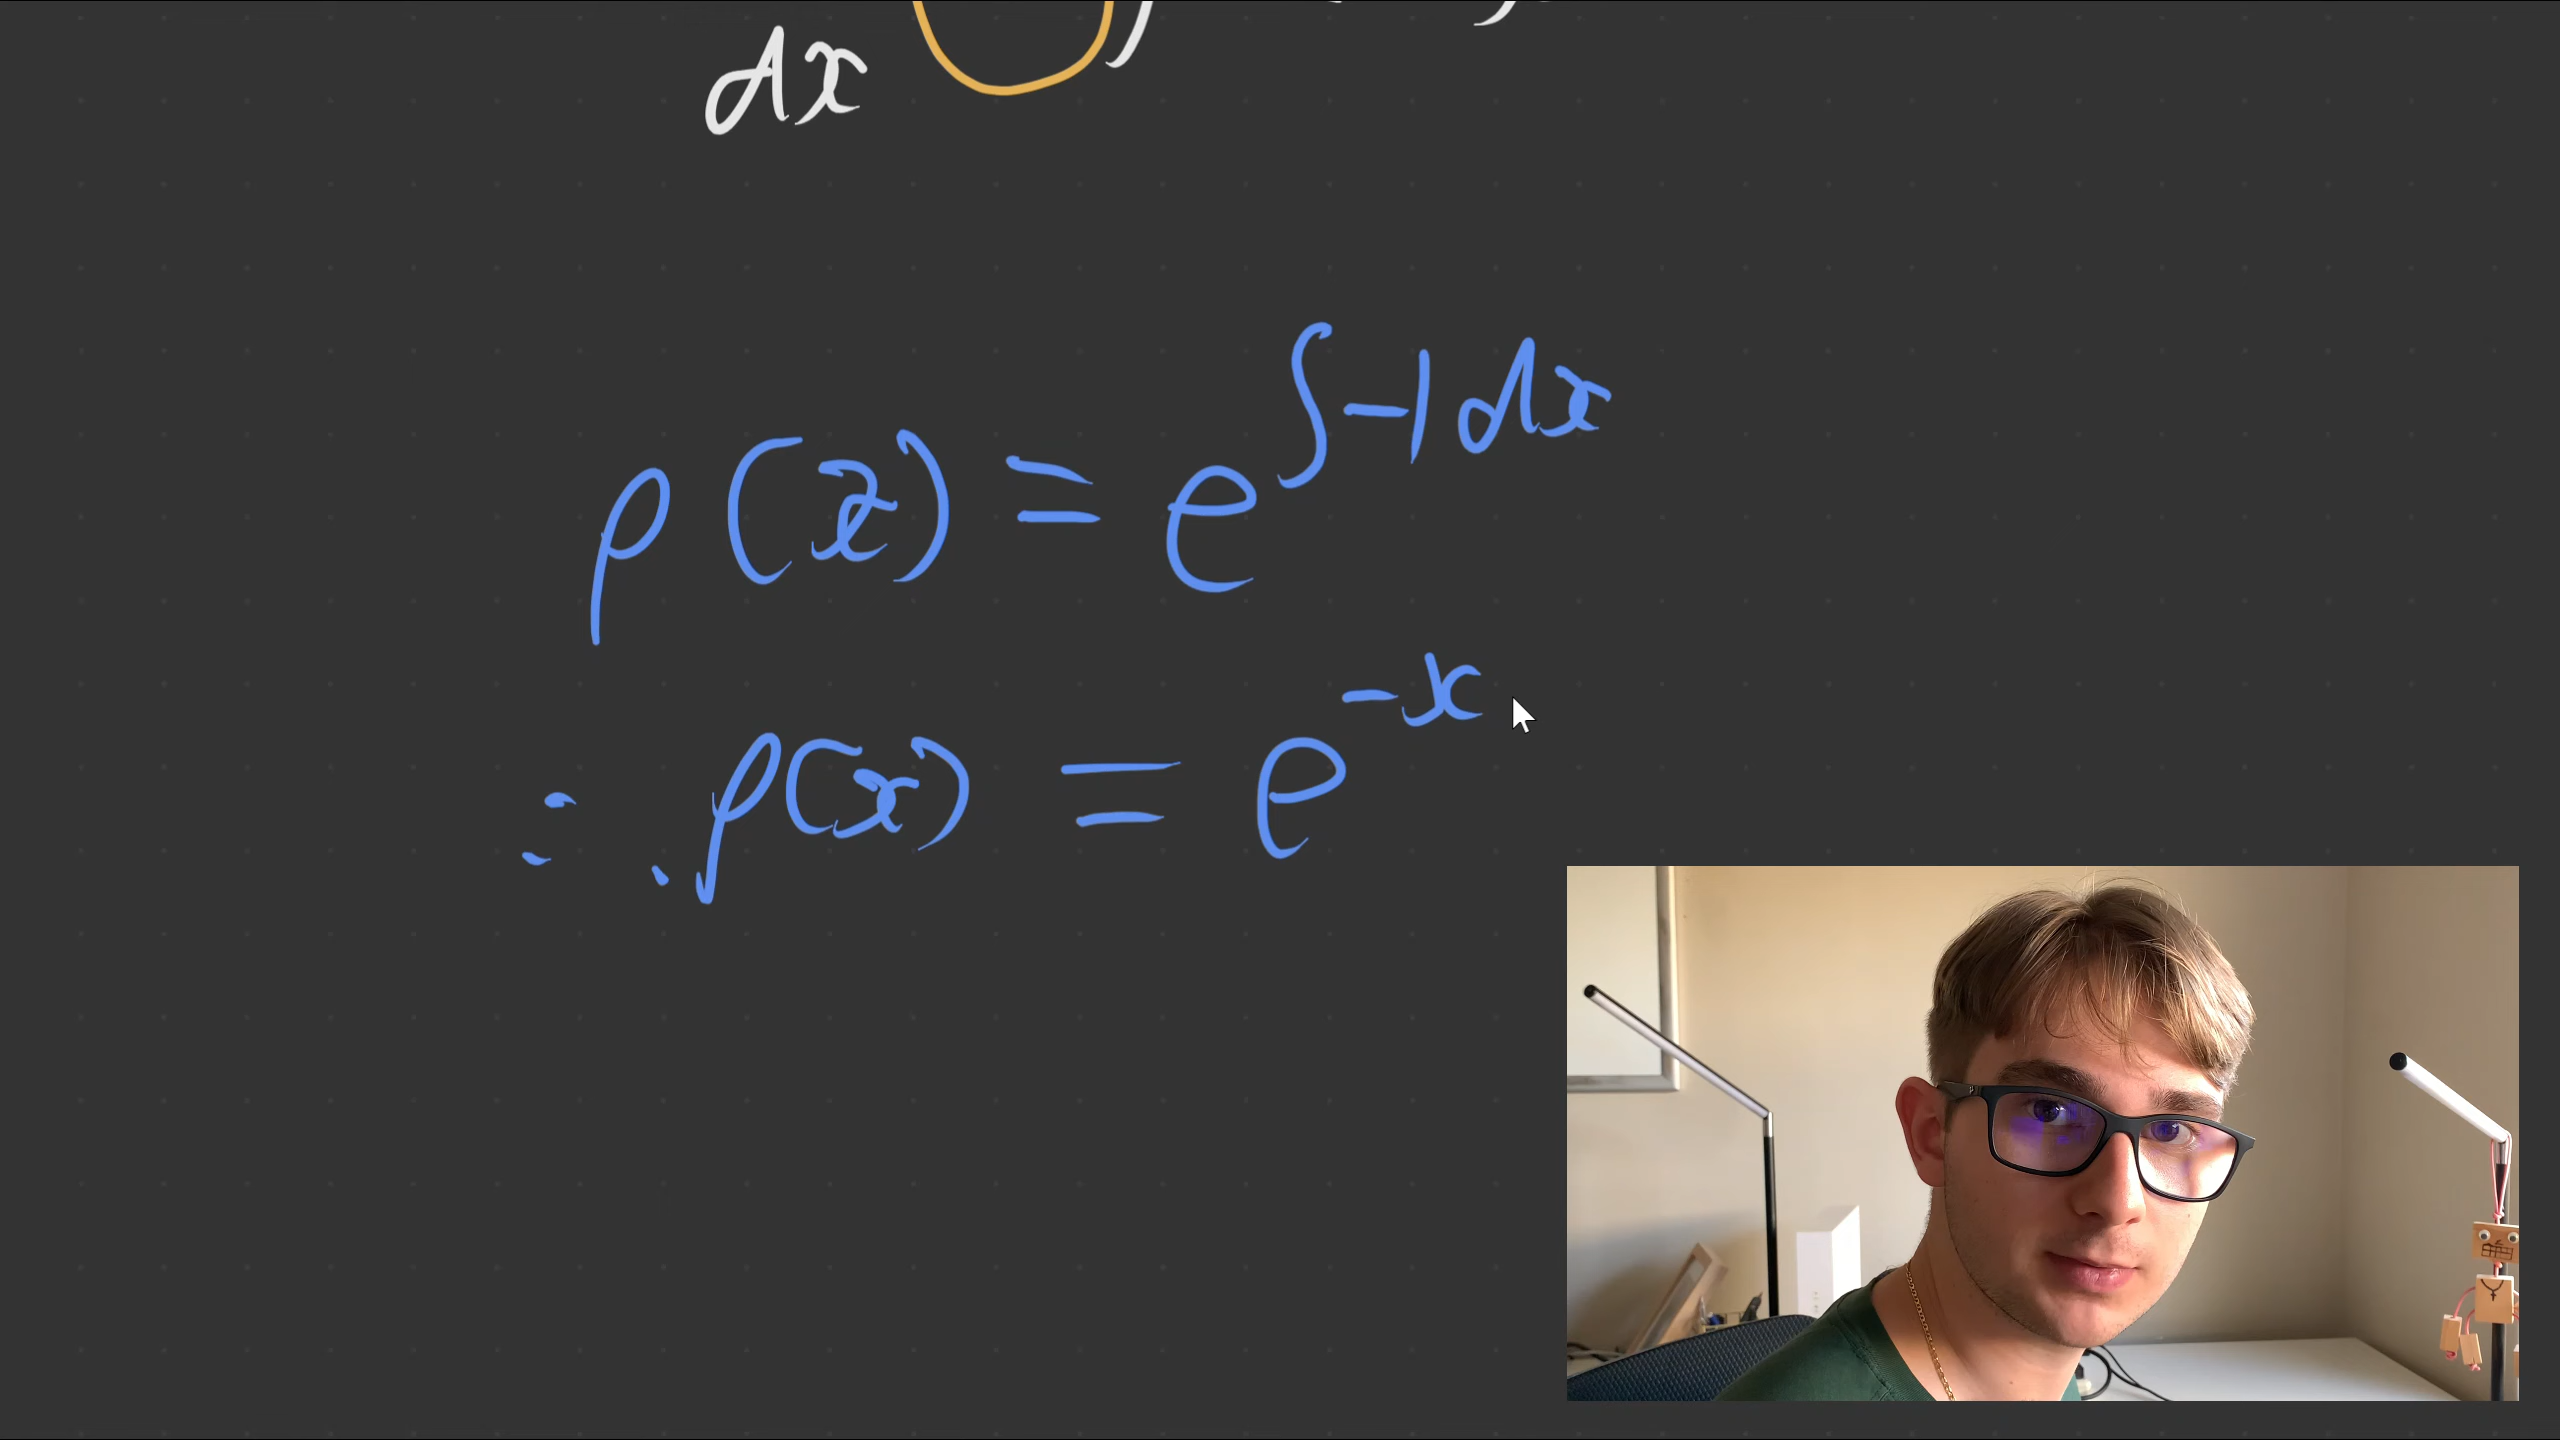 dx
ρ(x) = e^∫-1dx
∴ρ(x) = e^-x